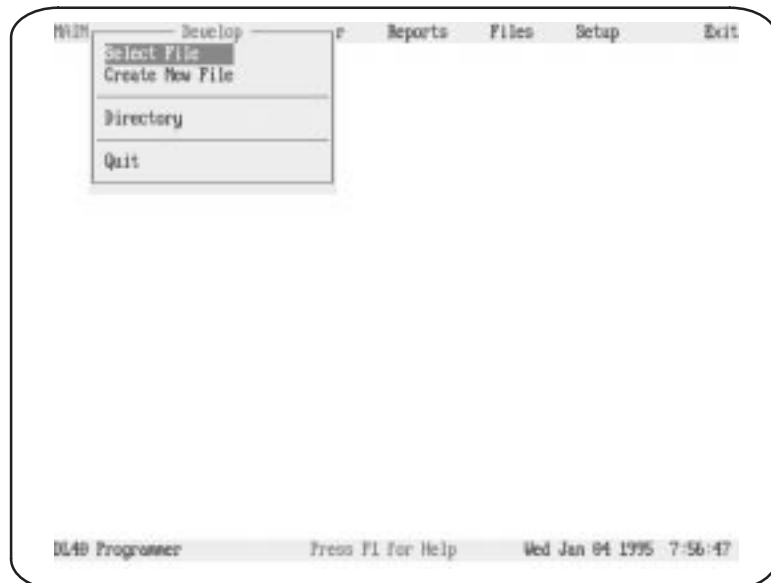 MAIN Develop r Reports Files Setup Exit
Select File
Create New File
Directory
Quit
DL40 Programmer Press F1 for Help Wed Jan 04 1995 7:56:47